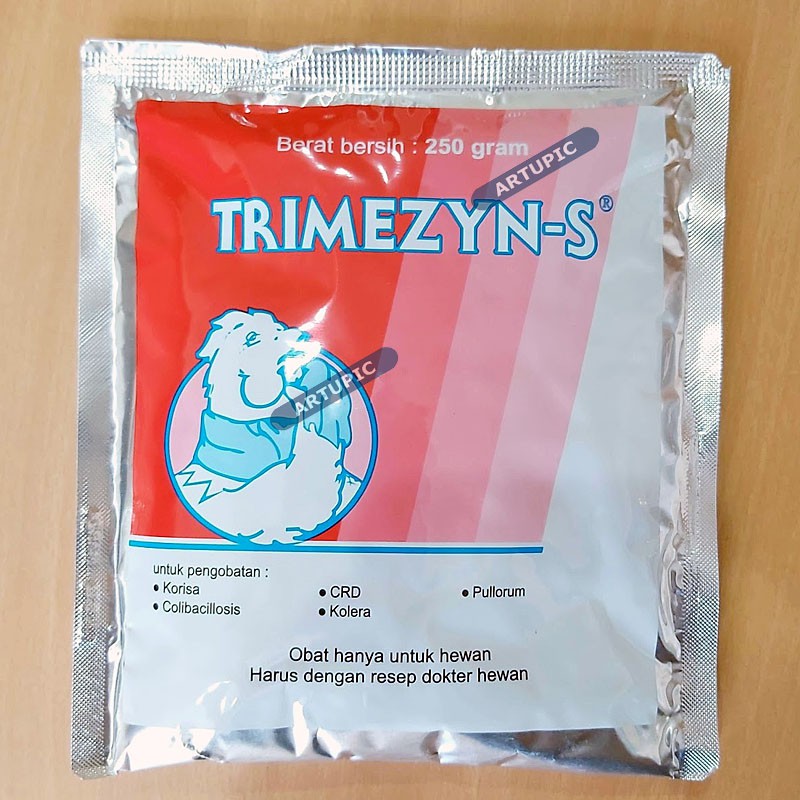 Berat bersih : 250 gram
ARTUPIC
TRIMEZYN-S®
ARTUPIC
untuk pengobatan :
• Korisa • CRD • Pullorum
• Colibacillosis • Kolera
Obat hanya untuk hewan
Harus dengan resep dokter hewan